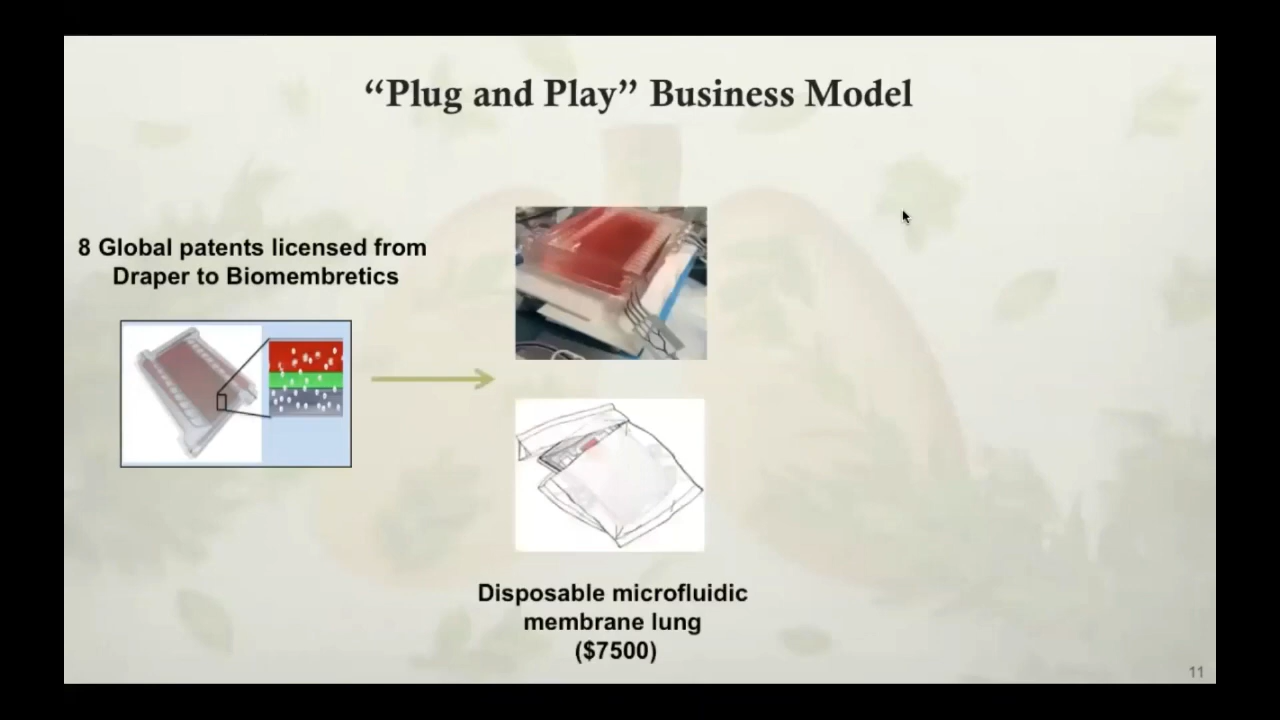 “Plug and Play” Business Model
8 Global patents licensed from
Draper to Biomembretics
Disposable microfluidic
membrane lung
($7500)
11